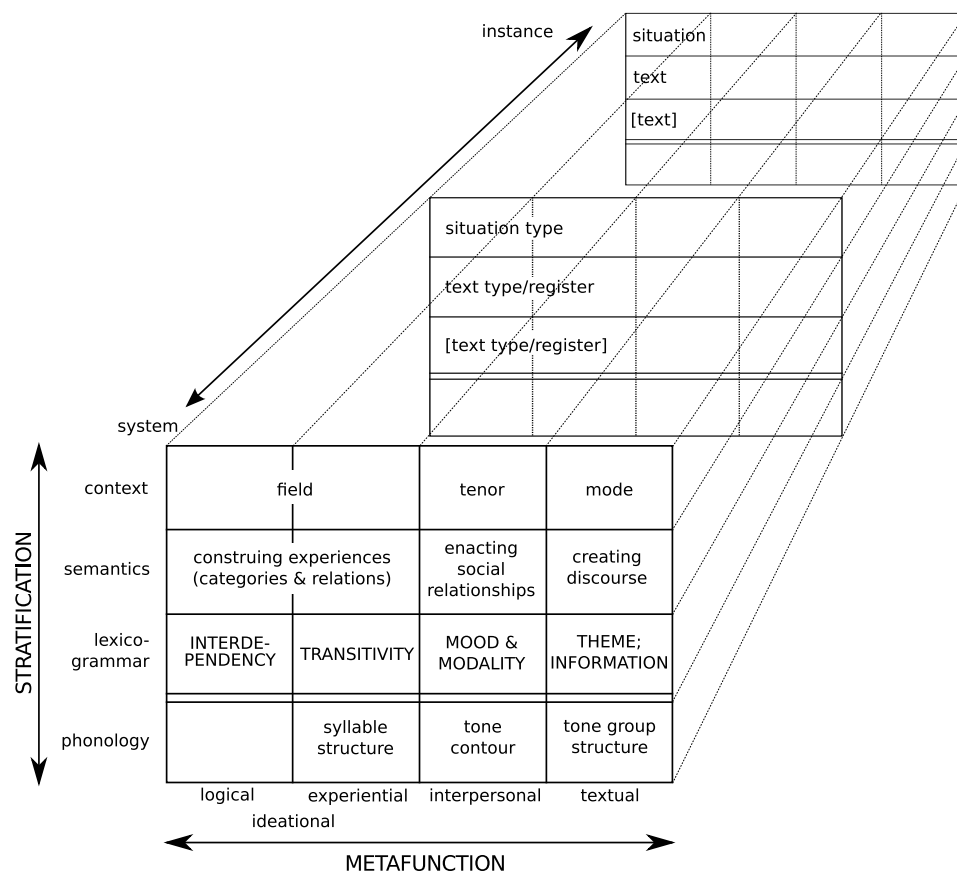 instance
situation
text
[text]
situation type
text type/register
[text type/register]
system
context
field
tenor
mode
semantics
construing experiences
(categories & relations)
enacting
social
relationships
creating
discourse
lexico-
grammar
INTERDE-
PENDENCY
TRANSITIVITY
MOOD &
MODALITY
THEME;
INFORMATION
phonology
syllable
structure
tone
contour
tone group
structure
logical
experiential
interpersonal
textual
ideational
METAFUNCTION
STRATIFICATION